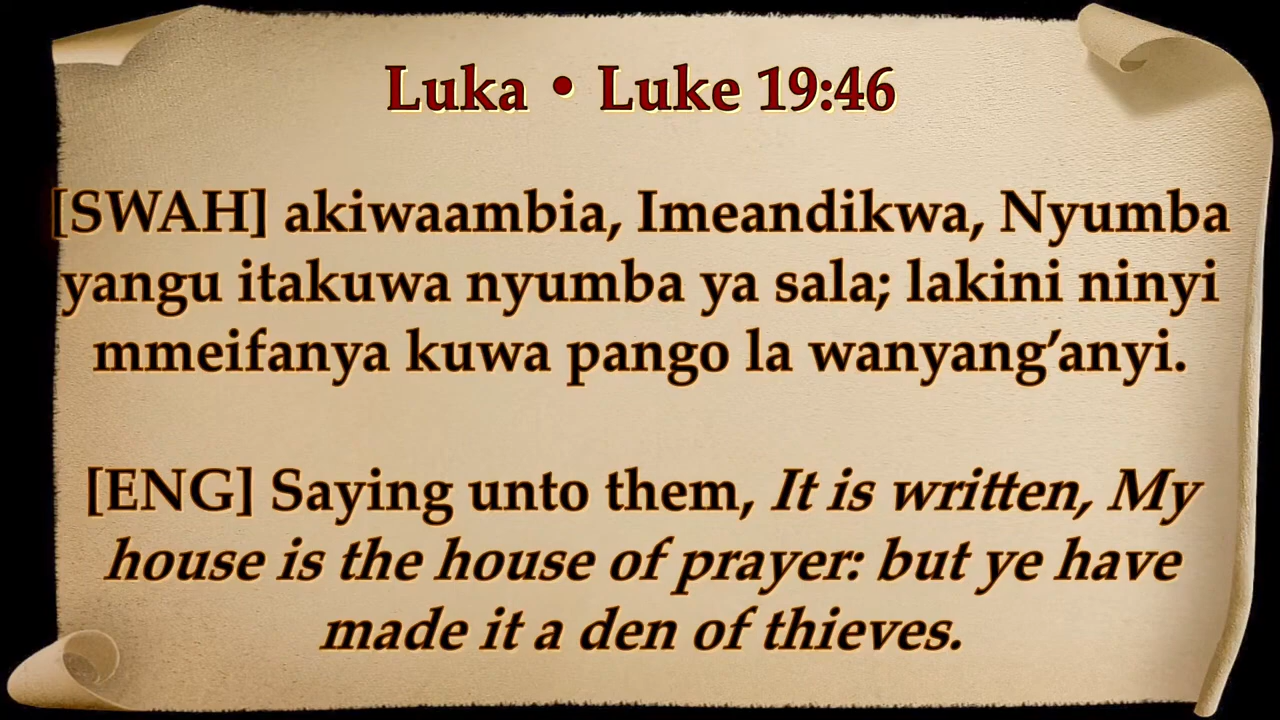 Luka • Luke 19:46
[SWAH] akiwaambia, Imeandikwa, Nyumba
yangu itakuwa nyumba ya sala; lakini ninyi
mmeifanya kuwa pango la wanyang’anyi.
[ENG] Saying unto them, It is written, My
house is the house of prayer: but ye have
made it a den of thieves.